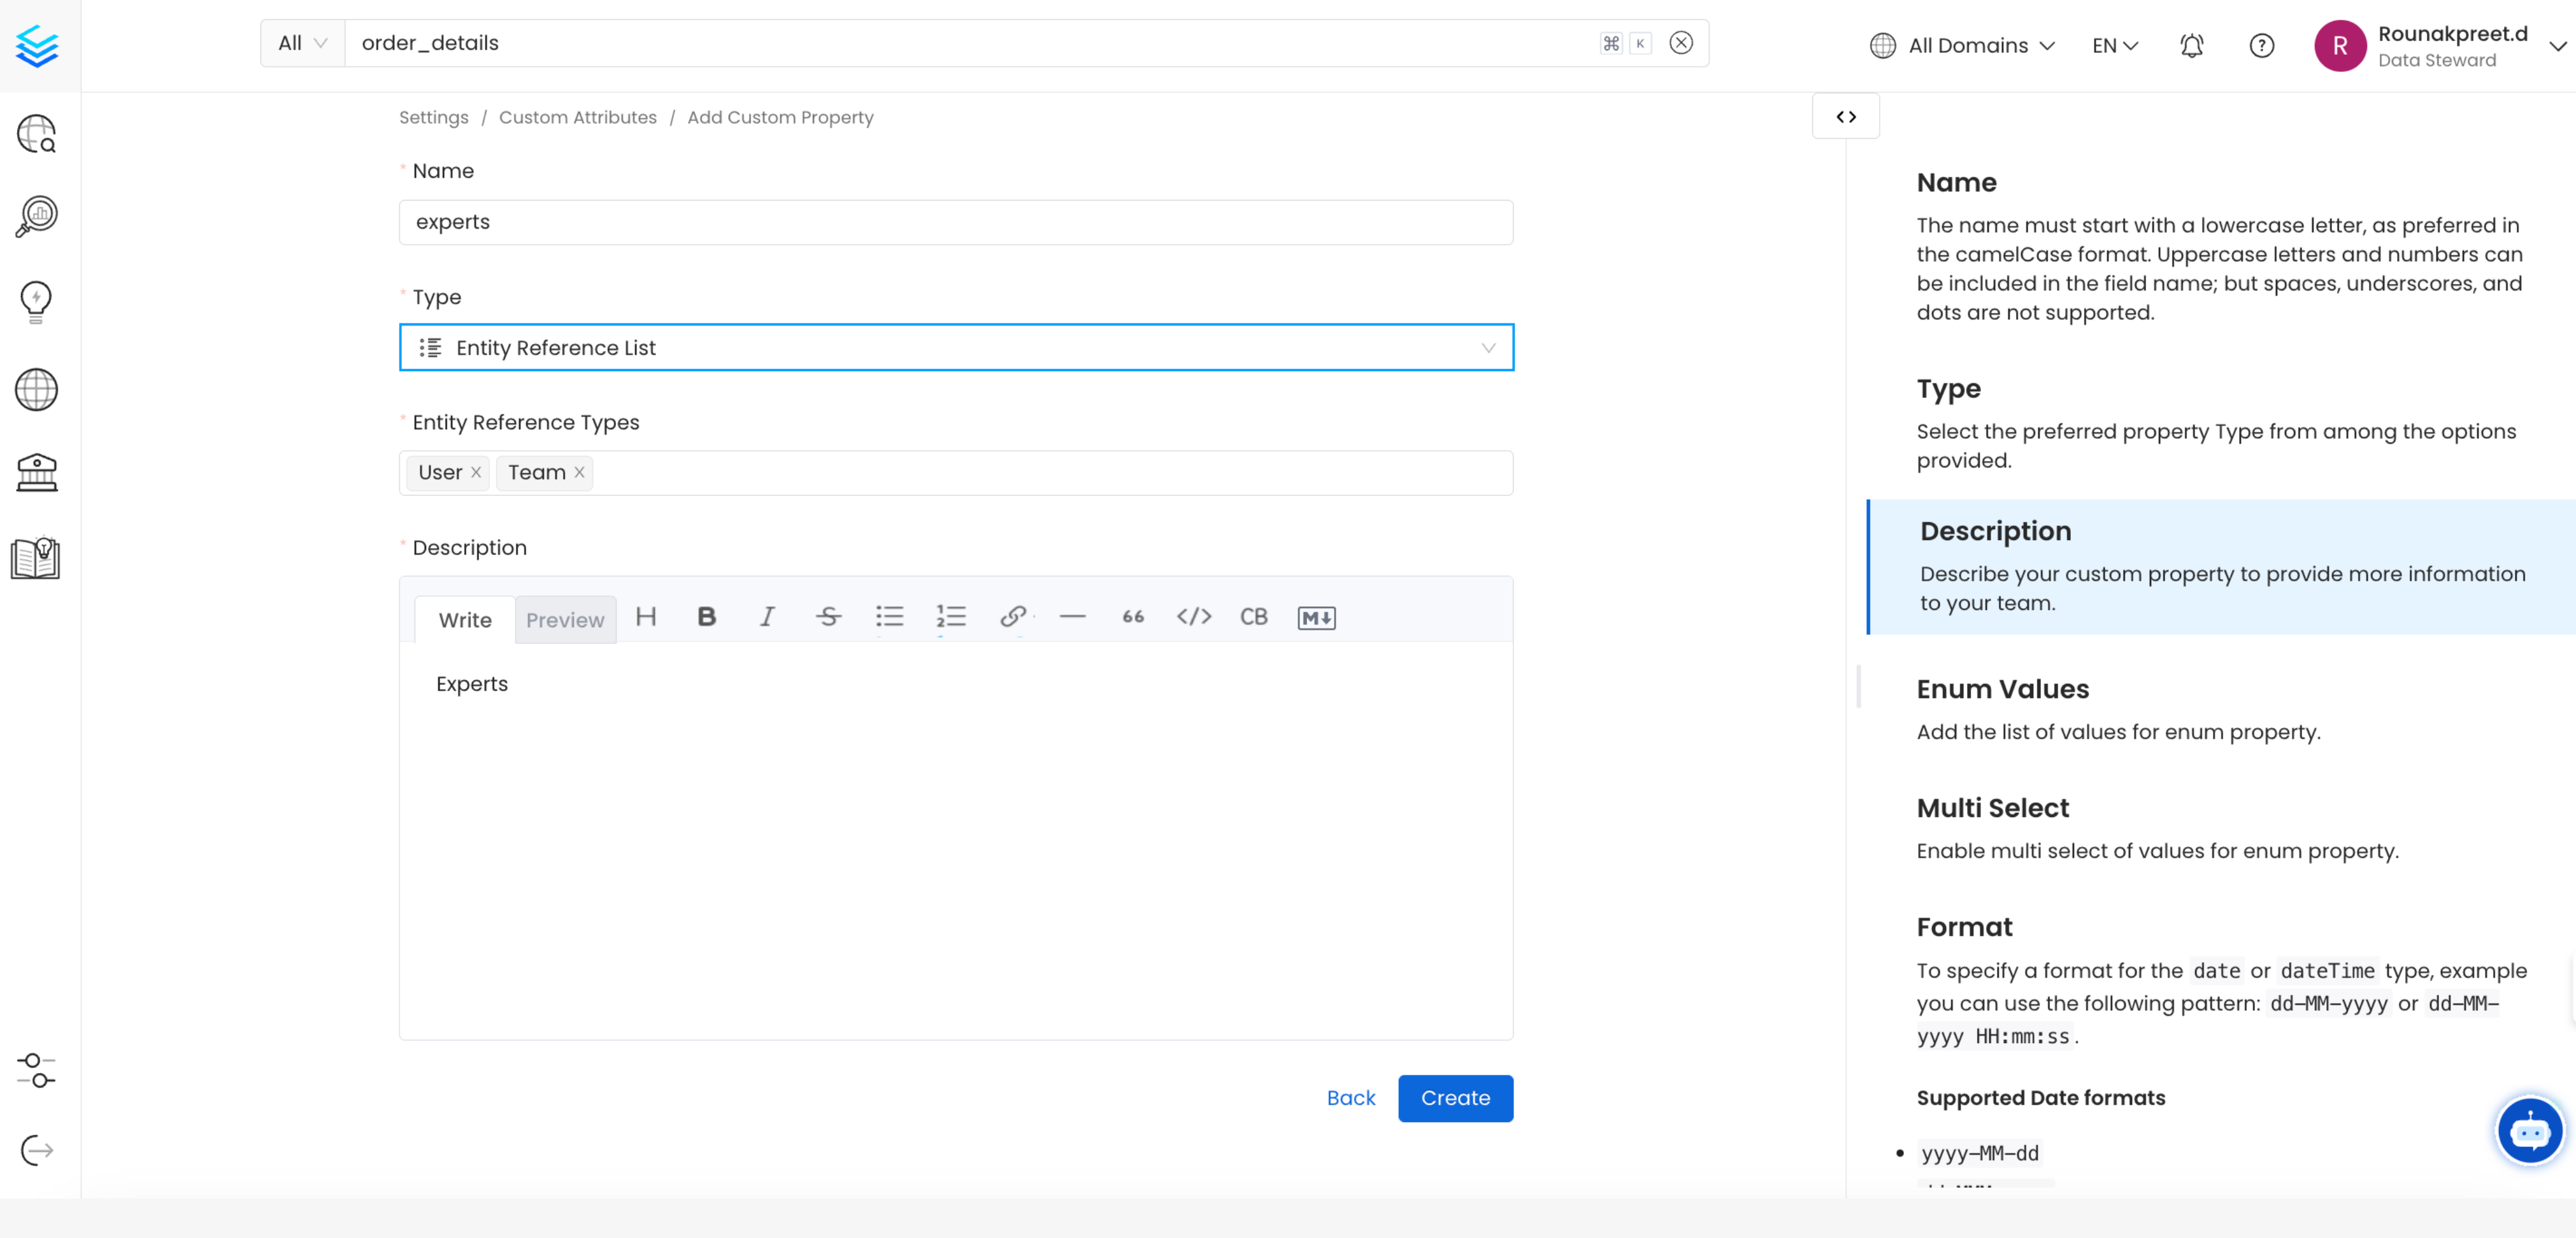 All order_details ⌘ K
All Domains EN R Rounakpreet.d
Data Steward
Settings / Custom Attributes / Add Custom Property
* Name
experts
* Type
Entity Reference List
* Entity Reference Types
User × Team ×
* Description
Write Preview H B I S 66 </> CB M↓
Experts
Back Create
< >
Name
The name must start with a lowercase letter, as preferred in
the camelCase format. Uppercase letters and numbers can
be included in the field name; but spaces, underscores, and
dots are not supported.
Type
Select the preferred property Type from among the options
provided.
Description
Describe your custom property to provide more information
to your team.
Enum Values
Add the list of values for enum property.
Multi Select
Enable multi select of values for enum property.
Format
To specify a format for the date or dateTime type, example
you can use the following pattern: dd-MM-yyyy or dd-MM-
yyyy HH:mm:ss.
Supported Date formats
• yyyy-MM-dd